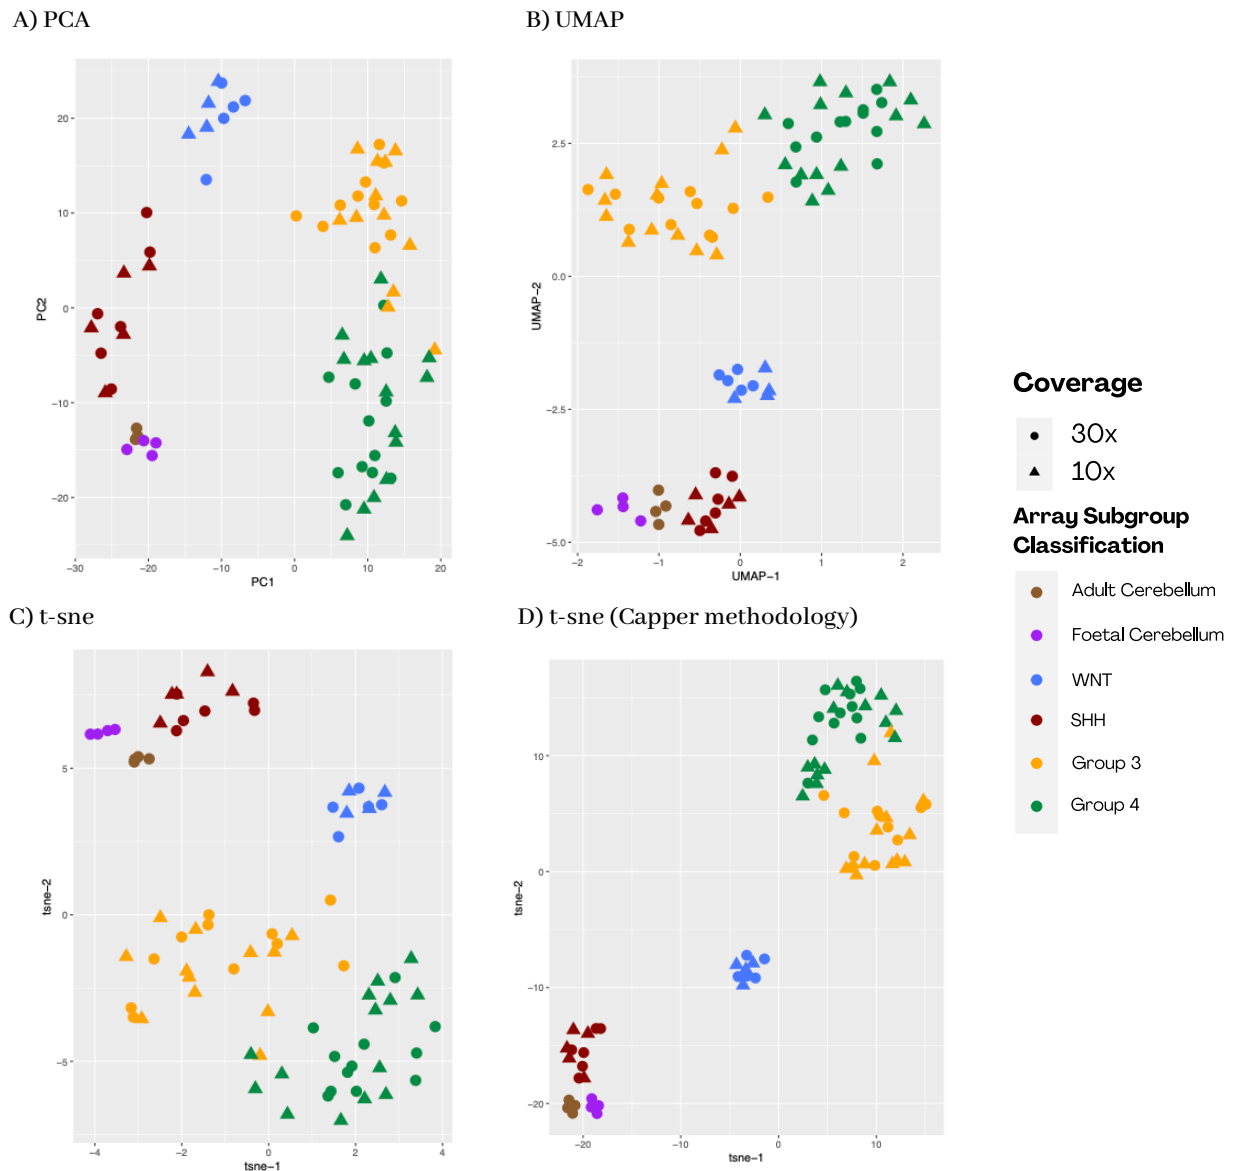 A) PCA
B) UMAP
20
10
0
−10
−20
PC2
−30
−20
−10
0
10
20
PC1
2.5
0.0
−2.5
−5.0
UMAP−2
−2
−1
0
1
2
UMAP−1
C) t-sne
D) t-sne (Capper methodology)
5
0
−5
tsne−2
−4
−2
0
2
4
tsne−1
10
0
−10
−20
tsne−2
−20
−10
0
10
tsne−1
Coverage
30x
10x
Array Subgroup
Classification
Adult Cerebellum
Foetal Cerebellum
WNT
SHH
Group 3
Group 4